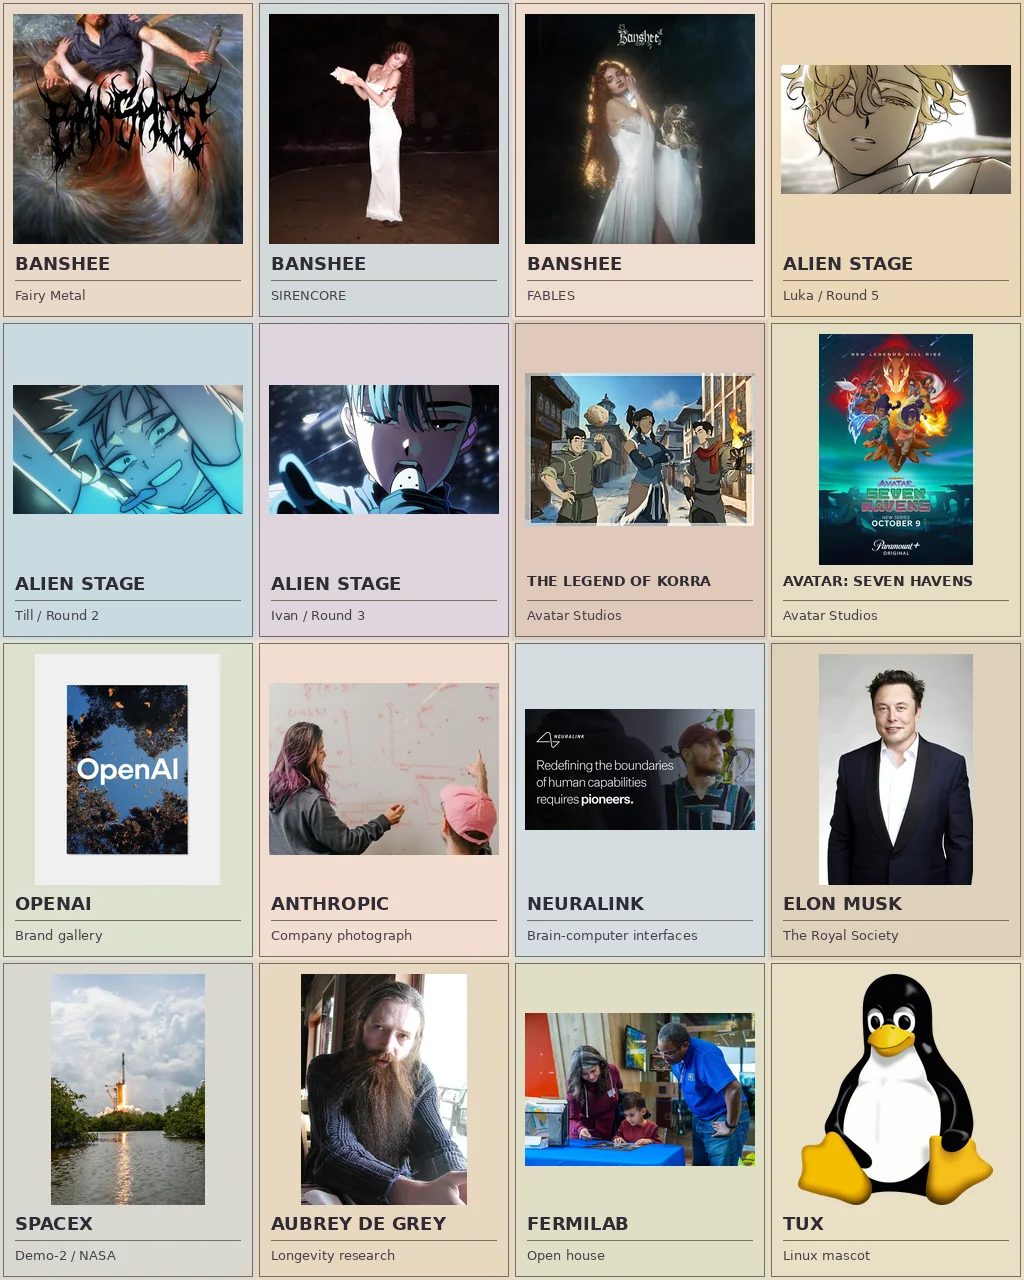 BANSHEE
Banshee
BANSHEE
Fairy Metal
BANSHEE
SIRENCORE
BANSHEE
FABLES
ALIEN STAGE
Luka / Round 5
NEW LEGENDS WILL RISE
AVATAR
SEVEN HAVENS
NEW SERIES
OCTOBER 9
Paramount+
ORIGINAL
ALIEN STAGE
Till / Round 2
ALIEN STAGE
Ivan / Round 3
THE LEGEND OF KORRA
Avatar Studios
AVATAR: SEVEN HAVENS
Avatar Studios
OpenAI
NEURALINK
Redefining the boundaries
of human capabilities
requires pioneers.
OPENAI
Brand gallery
ANTHROPIC
Company photograph
NEURALINK
Brain-computer interfaces
ELON MUSK
The Royal Society
SPACEX
Demo-2 / NASA
AUBREY DE GREY
Longevity research
FERMILAB
Open house
TUX
Linux mascot